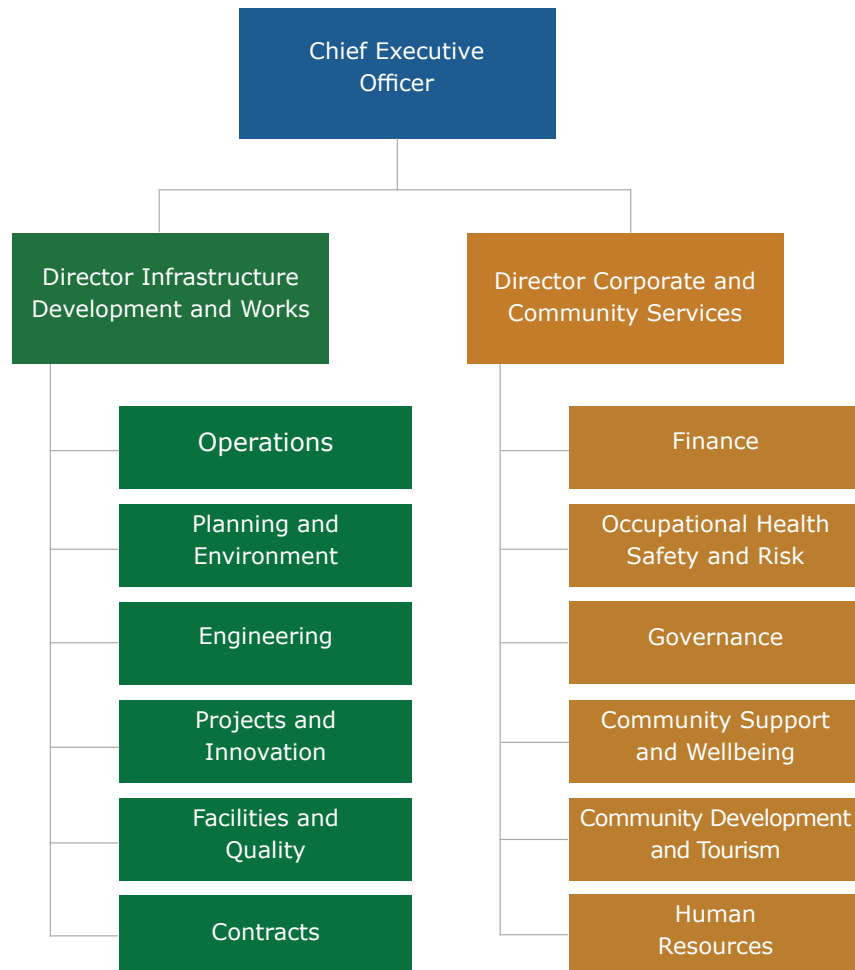 Chief Executive
Officer
Director Infrastructure
Development and Works
Director Corporate and
Community Services
Operations
Planning and
Environment
Engineering
Projects and
Innovation
Facilities and
Quality
Contracts
Finance
Occupational Health
Safety and Risk
Governance
Community Support
and Wellbeing
Community Development
and Tourism
Human
Resources